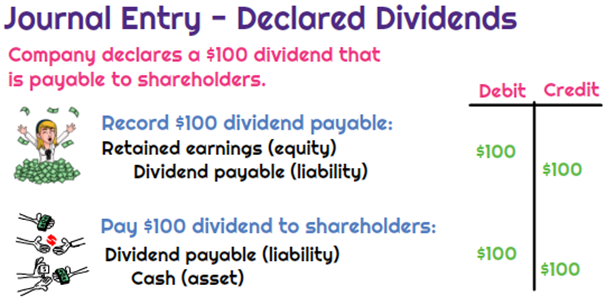 Journal Entry - Declared Dividends
Company declares a $100 dividend that
is payable to shareholders.
Debit Credit
Record $100 dividend payable:
Retained earnings (equity) $100
Dividend payable (liability) $100
Pay $100 dividend to shareholders:
Dividend payable (liability) $100
Cash (asset) $100